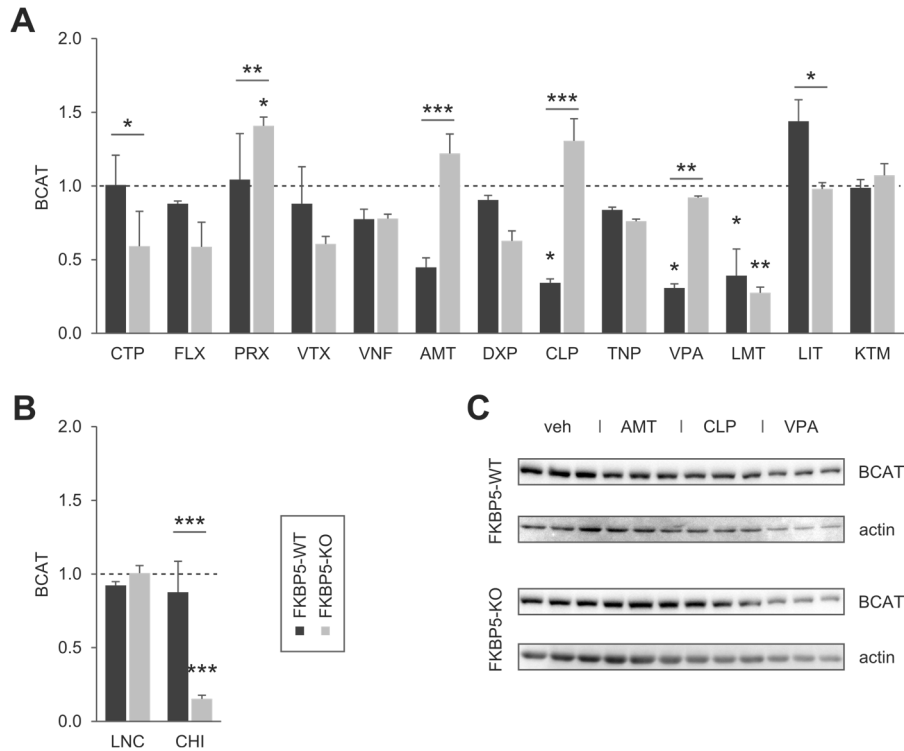 A
2.0
1.5
1.0
0.5
0.0
BCAT
*
**
*
***
*
***
*
**
*
**
*
CTP FLX PRX VTX VNF AMT DXP CLP TNP VPA LMT LIT KTM
B
2.0
1.5
1.0
0.5
0.0
BCAT
***
***
LNC CHI
FKBP5-WT
FKBP5-KO
C
veh | AMT | CLP | VPA
FKBP5-WT
BCAT
actin
FKBP5-KO
BCAT
actin